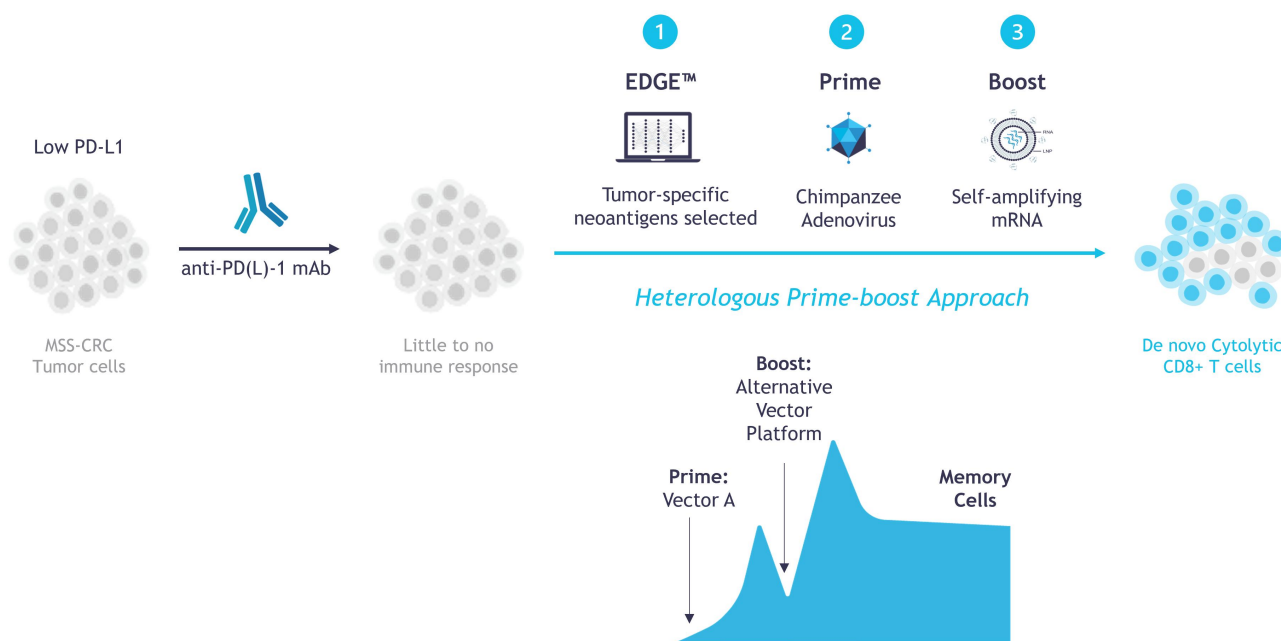 1
2
3
EDGE™
Prime
Boost
RNA
LNP
Low PD-L1
Tumor-specific
neoantigens selected
Chimpanzee
Adenovirus
Self-amplifying
mRNA
anti-PD(L)-1 mAb
Heterologous Prime-boost Approach
MSS-CRC
Tumor cells
Little to no
immune response
De novo Cytolytic
CD8+ T cells
Boost:
Alternative
Vector
Platform
Prime:
Vector A
Memory
Cells